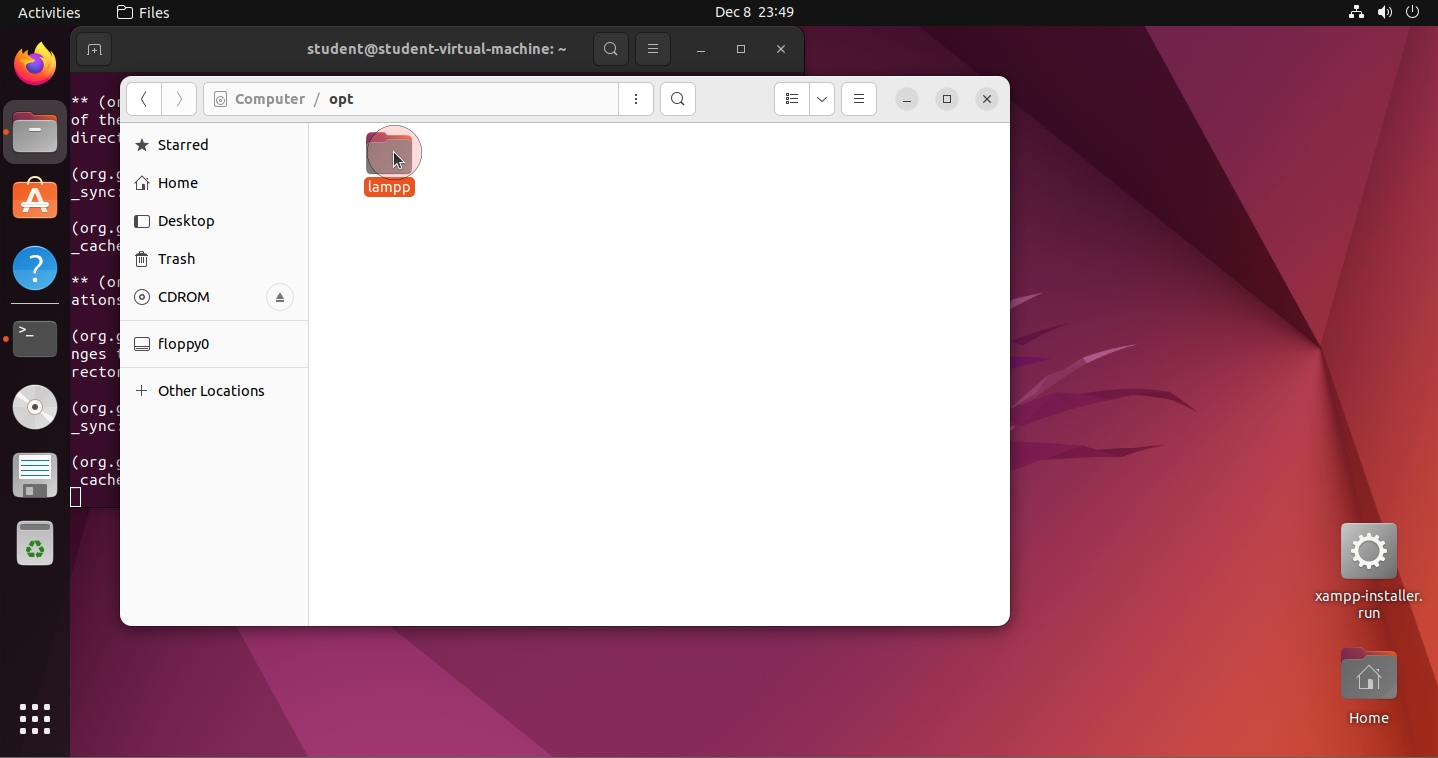 Activities
Files
Dec 8 23:49
student@student-virtual-machine: ~
** (or
of the
direct
(org.g
_sync:
(org.g
_cache
** (or
ations
(org.g
nges t
rector
(org.g
_sync:
(org.g
_cache
Computer / opt
Starred
Home
Desktop
Trash
CDROM
floppy0
Other Locations
lampp
xampp-installer.
run
Home